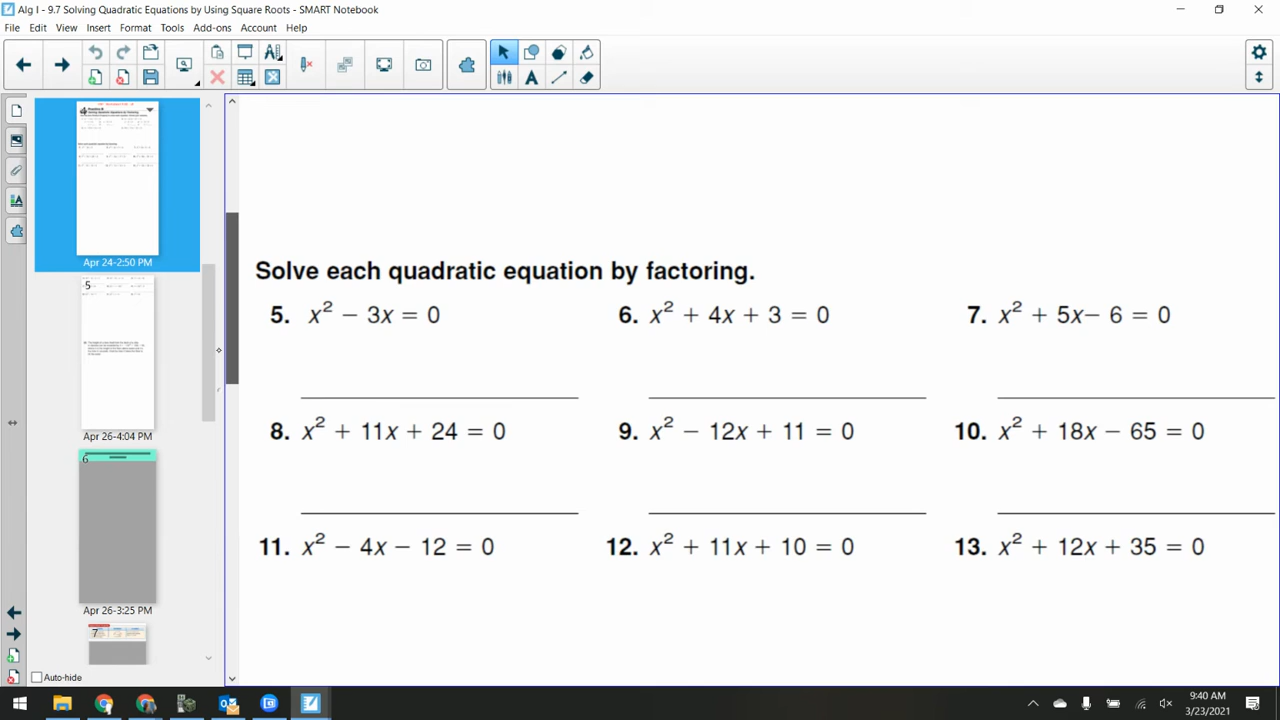 Alg I - 9.7 Solving Quadratic Equations by Using Square Roots - SMART Notebook
File Edit View Insert Format Tools Add-ons Account Help
4
Apr 24-2:50 PM
5
Apr 26-4:04 PM
6
Apr 26-3:25 PM
7
Auto-hide
Solve each quadratic equation by factoring.
5. x² − 3x = 0 6. x² + 4x + 3 = 0 7. x² + 5x− 6 = 0
8. x² + 11x + 24 = 0 9. x² − 12x + 11 = 0 10. x² + 18x − 65 = 0
11. x² − 4x − 12 = 0 12. x² + 11x + 10 = 0 13. x² + 12x + 35 = 0
9:40 AM
3/23/2021